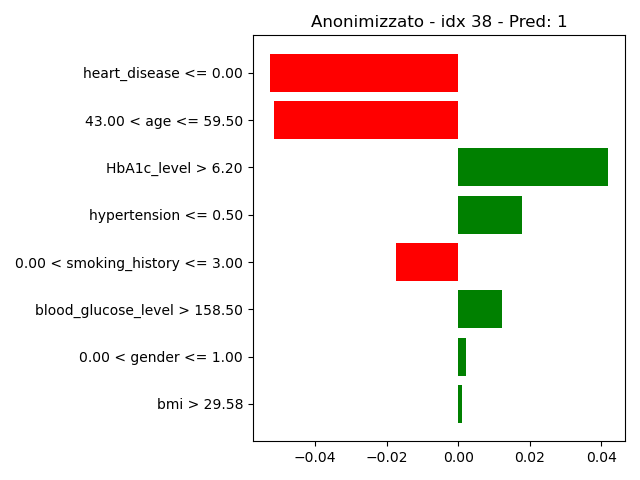 Anonimizzato - idx 38 - Pred: 1
heart_disease <= 0.00
43.00 < age <= 59.50
HbA1c_level > 6.20
hypertension <= 0.50
0.00 < smoking_history <= 3.00
blood_glucose_level > 158.50
0.00 < gender <= 1.00
bmi > 29.58
−0.04 −0.02 0.00 0.02 0.04